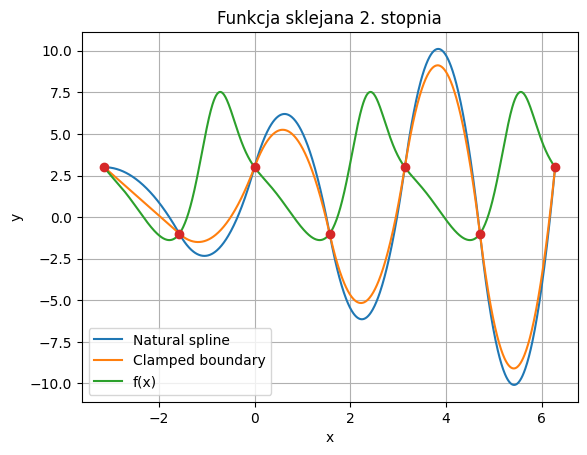 Funkcja sklejana 2. stopnia
10.0
7.5
5.0
2.5
0.0
−2.5
−5.0
−7.5
−10.0
y
Natural spline
Clamped boundary
f(x)
−2
0
2
4
6
x